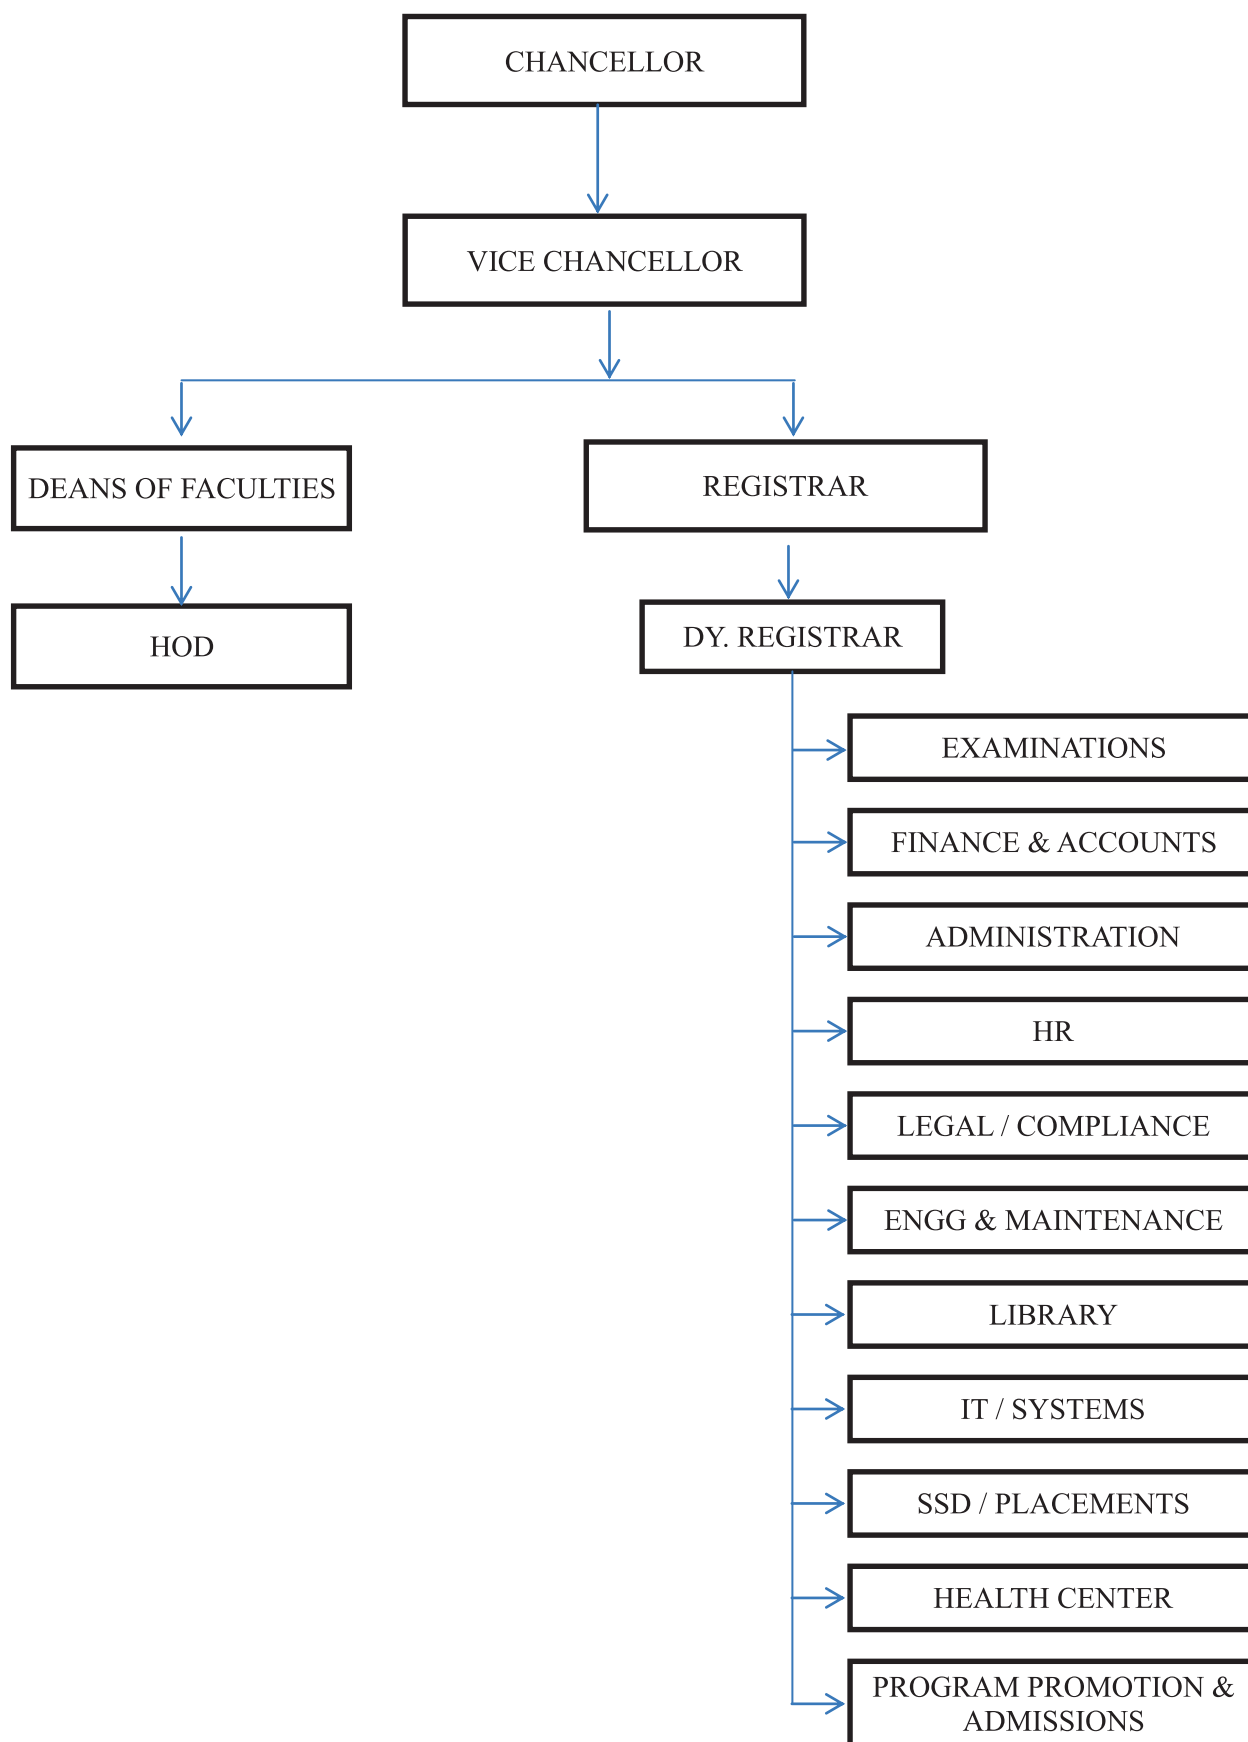 CHANCELLOR
VICE CHANCELLOR
DEANS OF FACULTIES
REGISTRAR
HOD
DY. REGISTRAR
EXAMINATIONS
FINANCE & ACCOUNTS
ADMINISTRATION
HR
LEGAL / COMPLIANCE
ENGG & MAINTENANCE
LIBRARY
IT / SYSTEMS
SSD / PLACEMENTS
HEALTH CENTER
PROGRAM PROMOTION &
ADMISSIONS